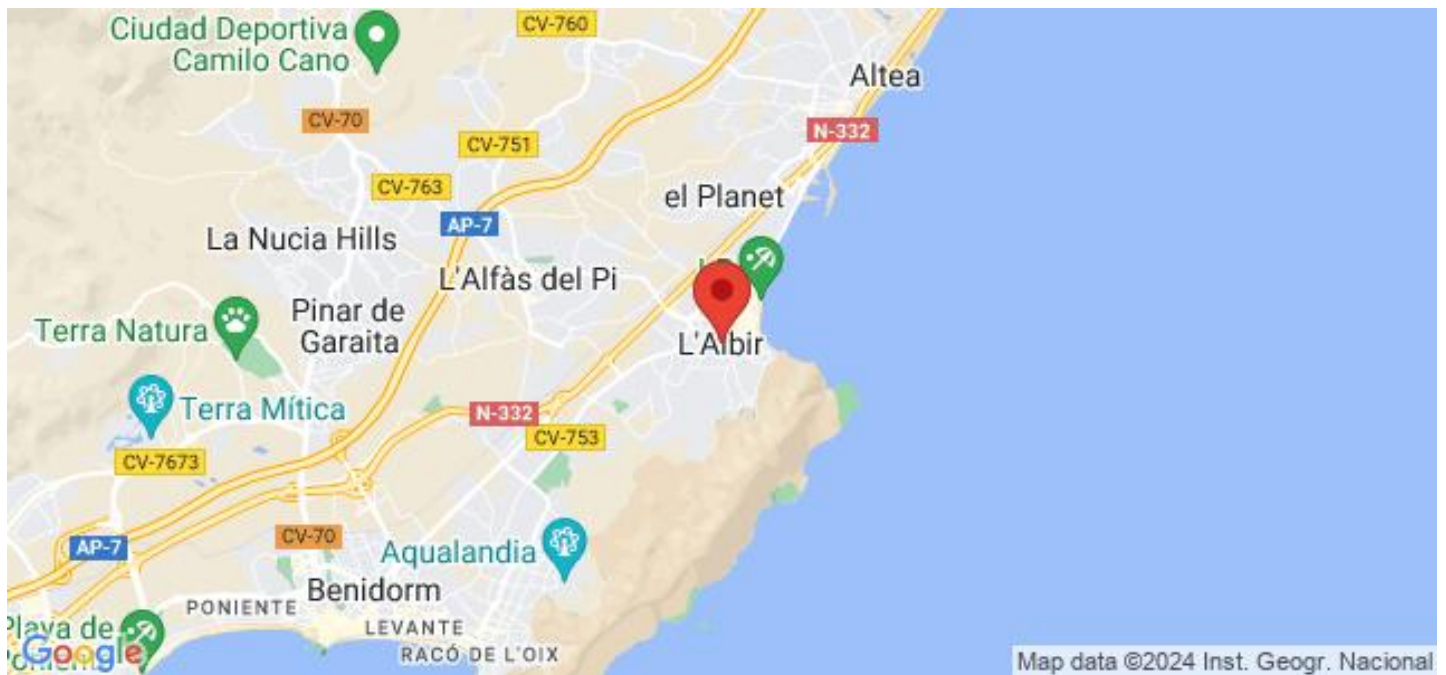 Ciudad Deportiva
Camilo Cano
CV-760
Altea
CV-70
N-332
CV-751
CV-763
el Planet
AP-7
La Nucia Hills
L'Alfàs del Pi
Pinar de
Garaita
Terra Natura
L'Albir
Terra Mítica
N-332
CV-753
CV-7673
CV-70
AP-7
Aqualandia
Benidorm
PONIENTE
LEVANTE
Playa de
RACÓ DE L'OIX
Google
Map data ©2024 Inst. Geogr. Nacional